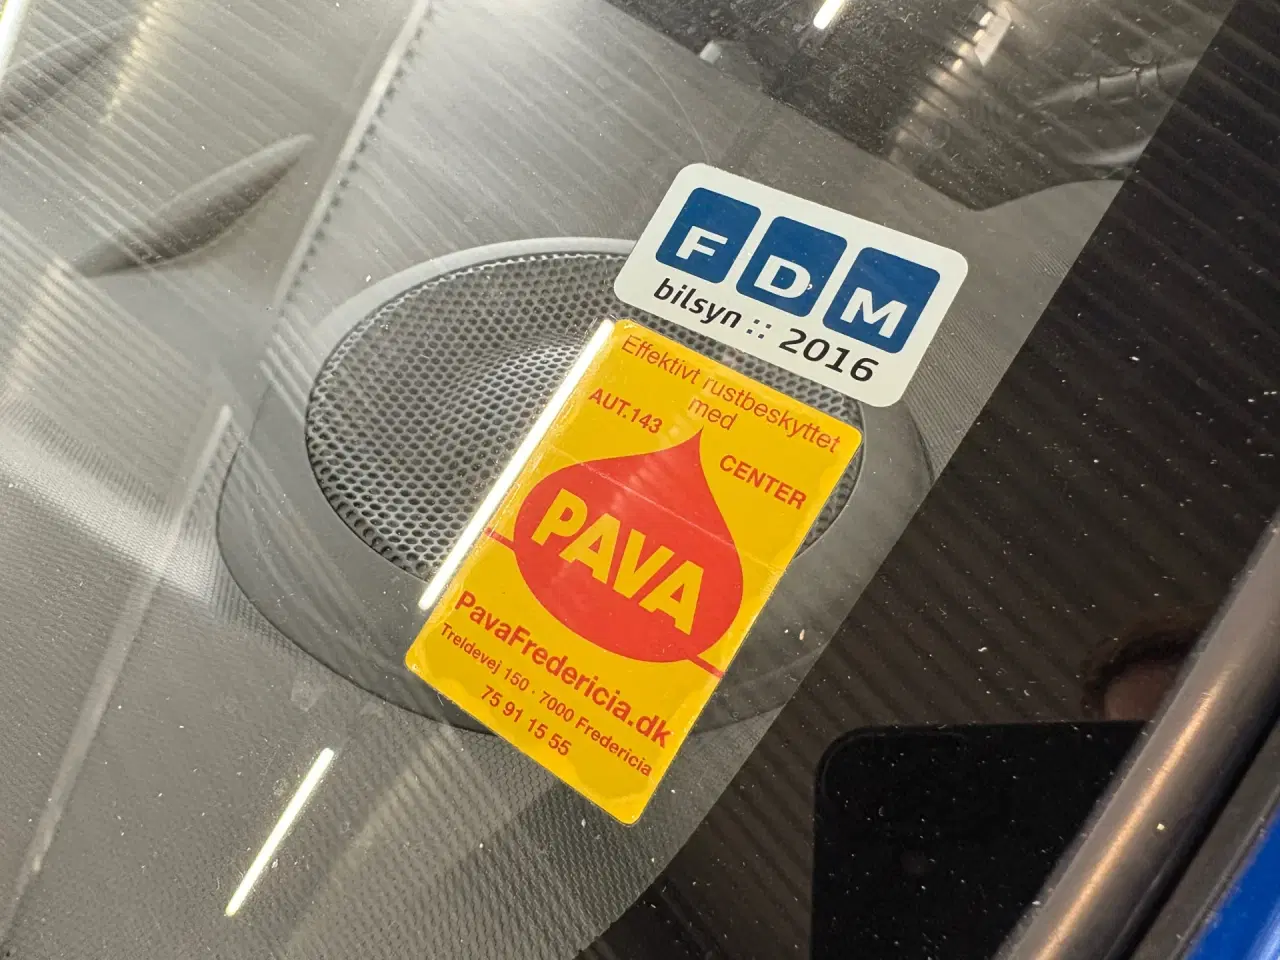 FDM
bilsyn :: 2016
Effektivt rustbeskyttet
med
AUT.143 CENTER
PAVA
PavaFredericia.dk
Treldevej 150 · 7000 Fredericia
75 91 15 55